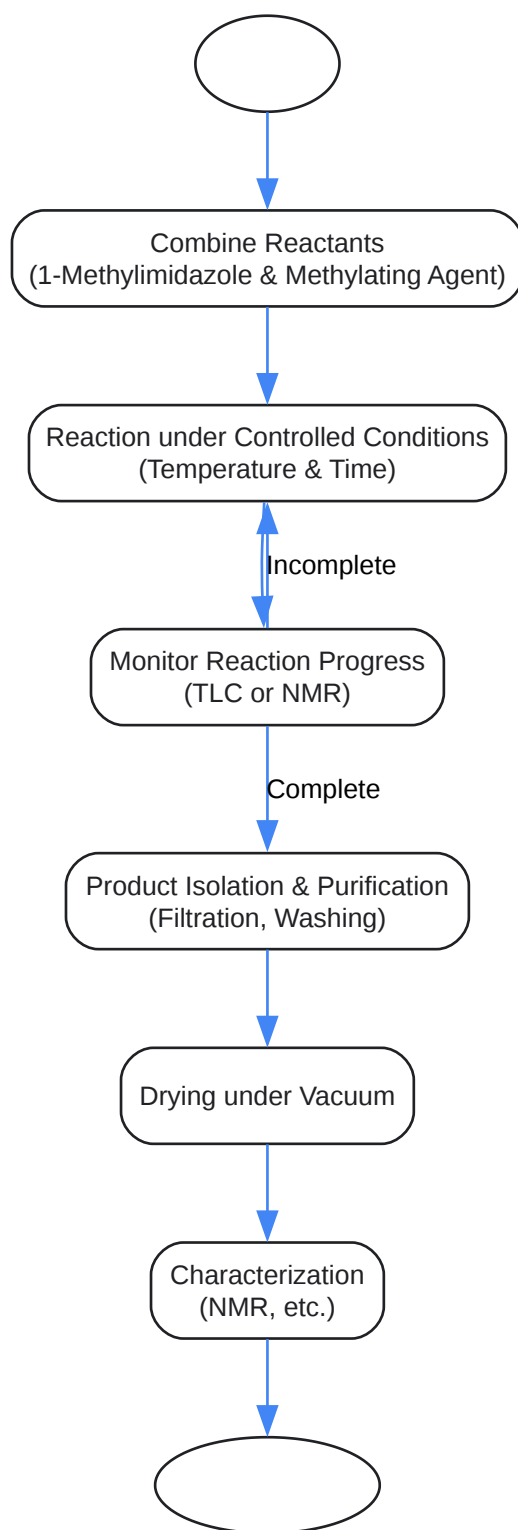 Combine Reactants
(1-Methylimidazole & Methylating Agent)
Reaction under Controlled Conditions
(Temperature & Time)
Incomplete
Monitor Reaction Progress
(TLC or NMR)
Complete
Product Isolation & Purification
(Filtration, Washing)
Drying under Vacuum
Characterization
(NMR, etc.)